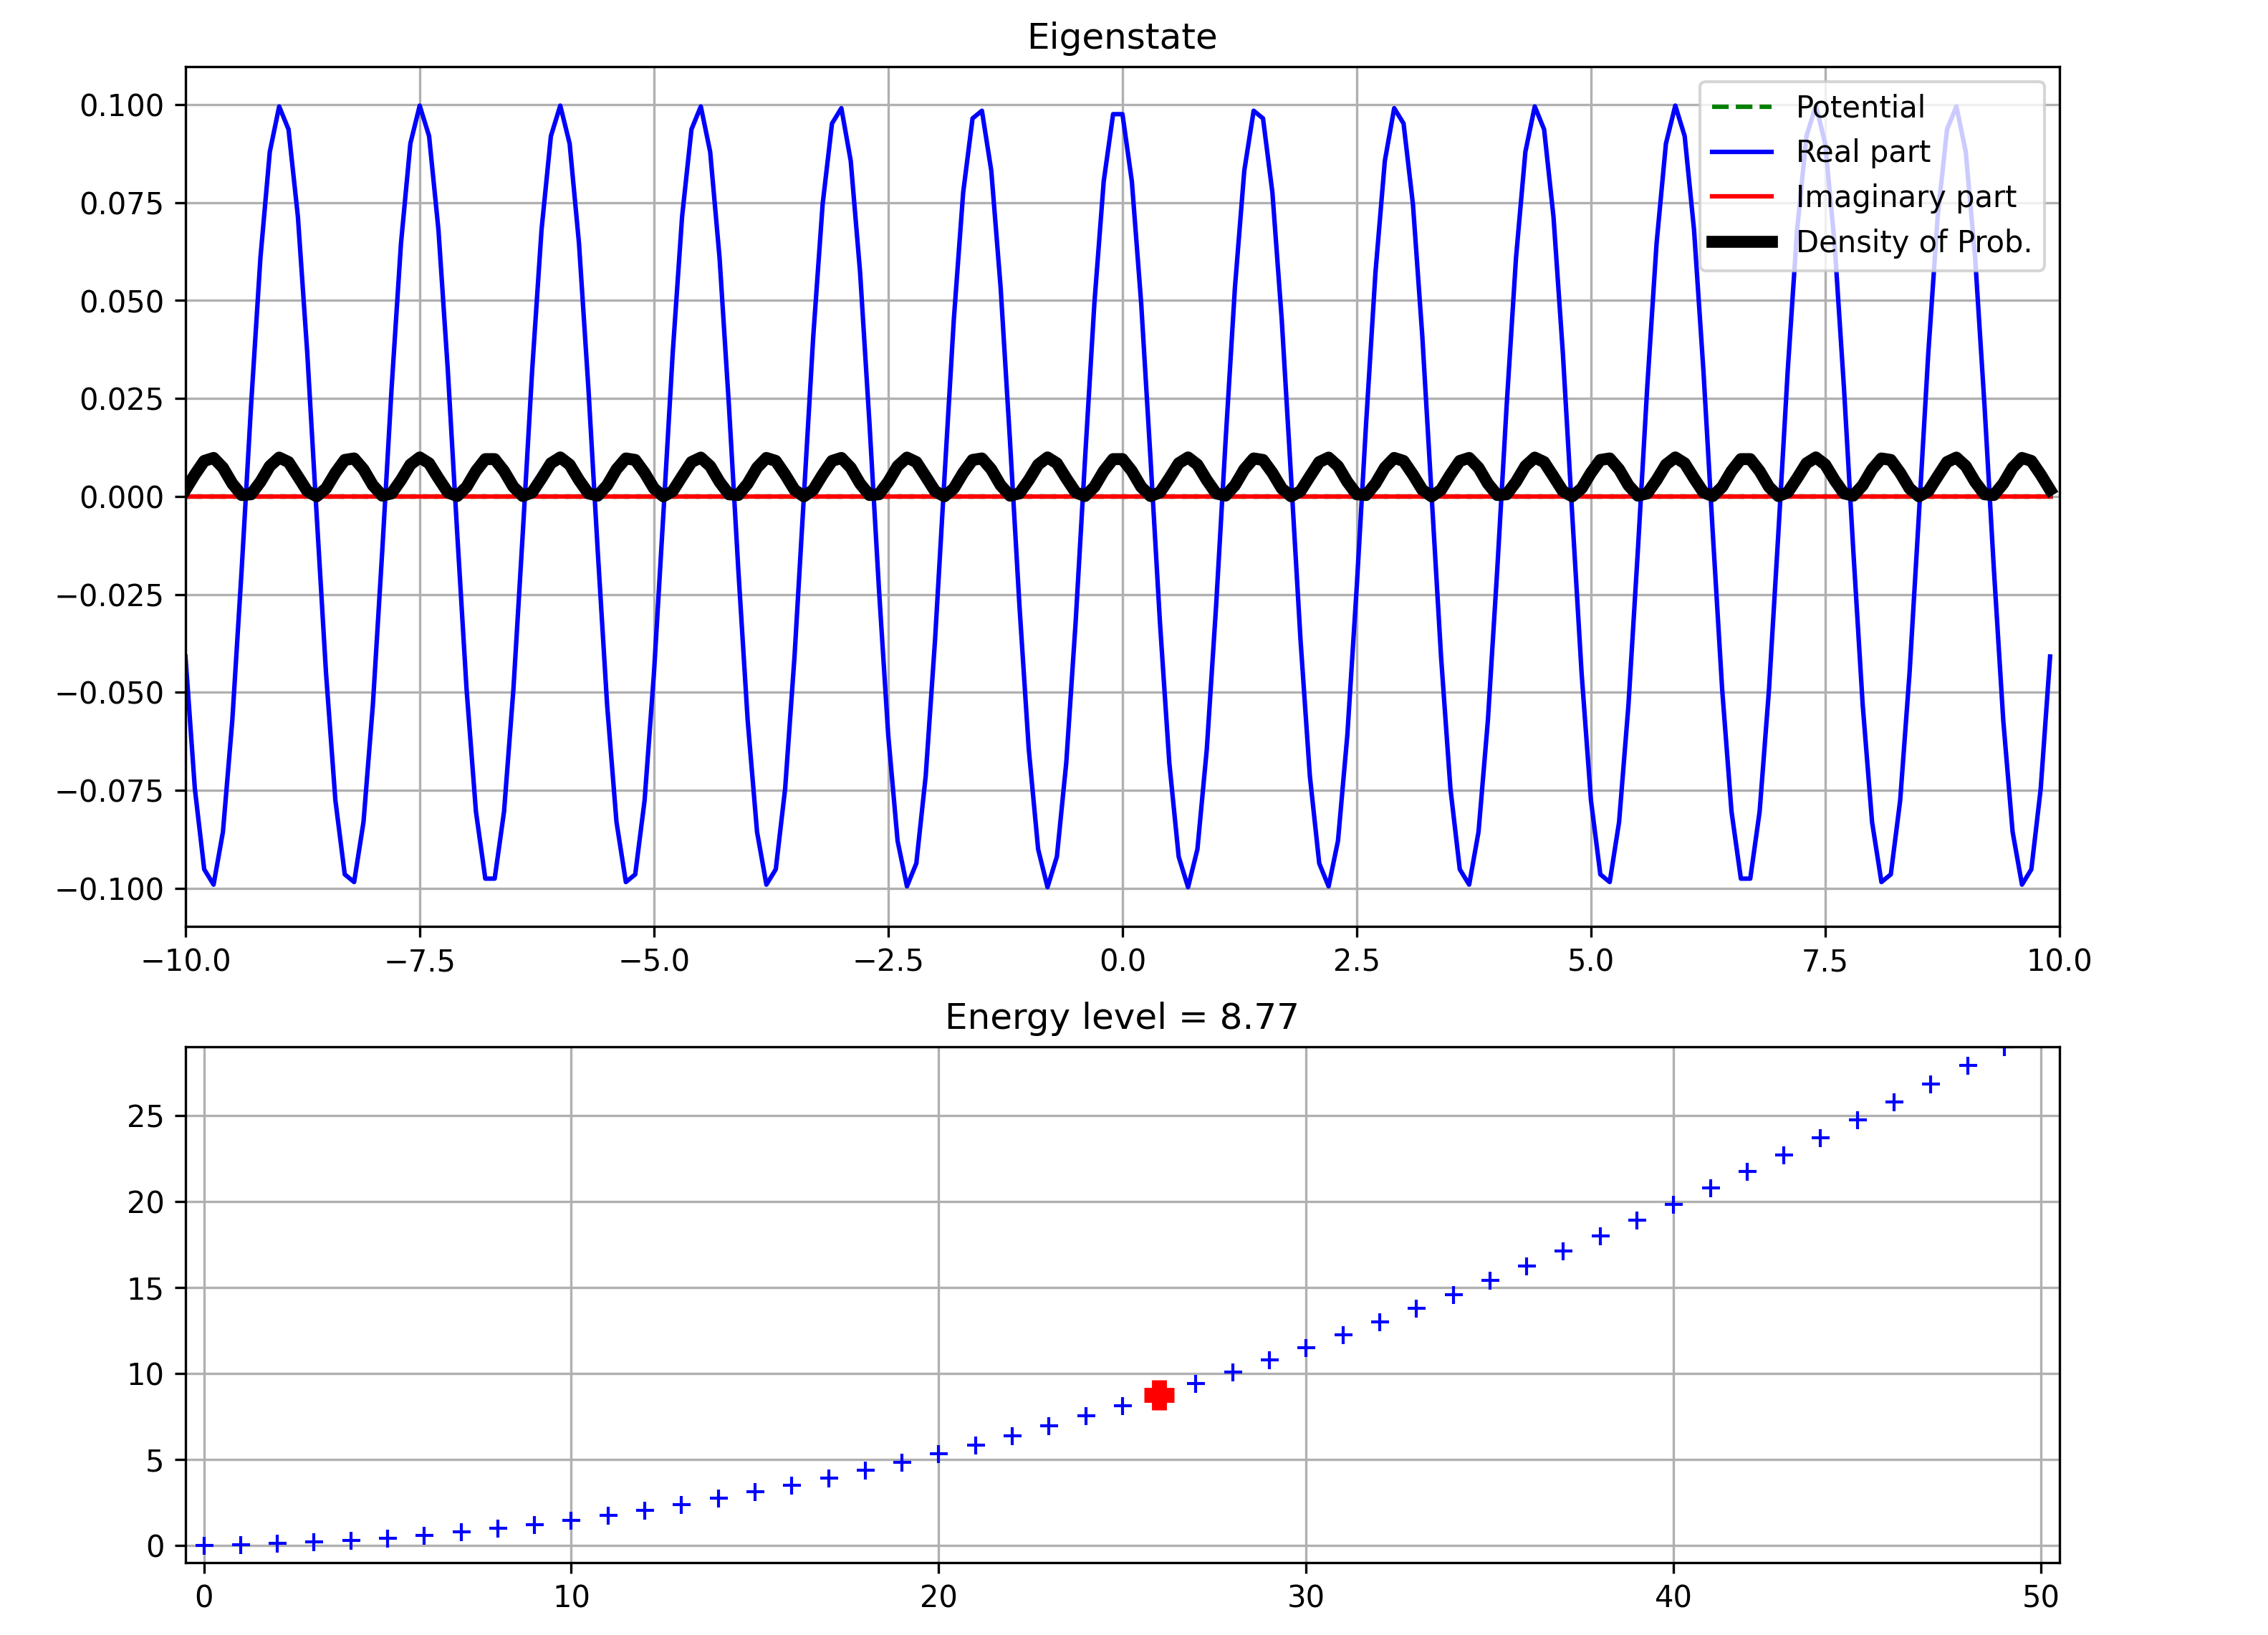 Eigenstate
0.100
0.075
0.050
0.025
0.000
−0.025
−0.050
−0.075
−0.100
Potential
Real part
Imaginary part
Density of Prob.
−10.0 −7.5 −5.0 −2.5 0.0 2.5 5.0 7.5 10.0
Energy level = 8.77
25
20
15
10
5
0
0 10 20 30 40 50